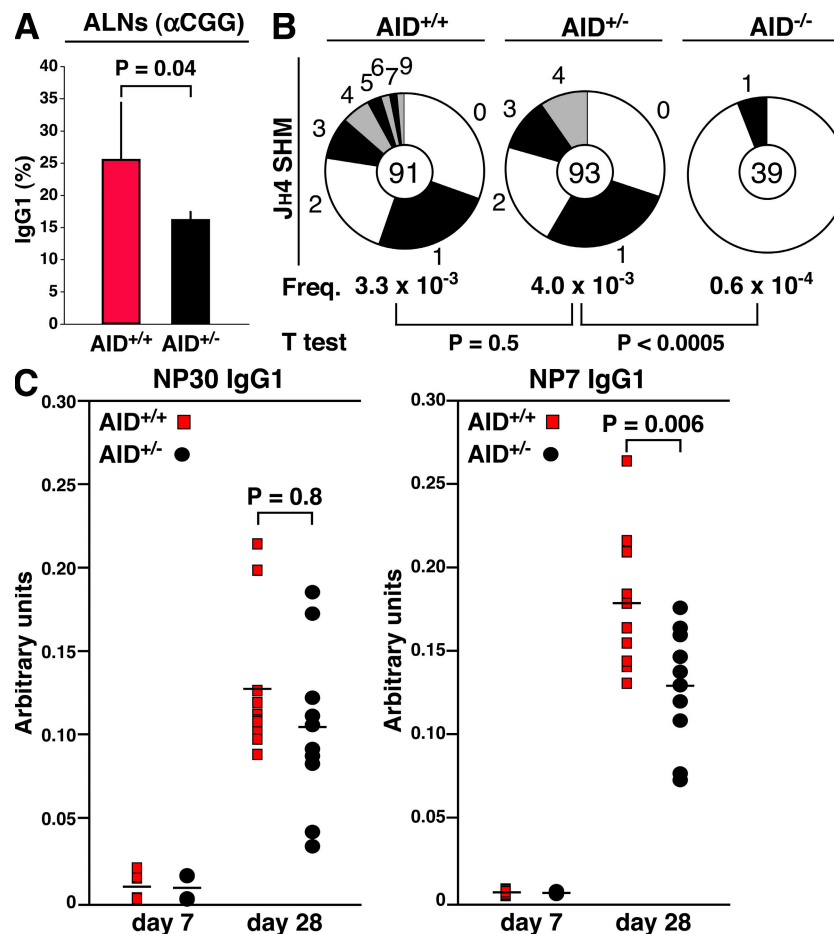 A ALNs (αCGG)
P = 0.04
IgG1 (%)
40
35
30
25
20
15
10
5
0
AID+/+ AID+/-
B AID+/+ AID+/- AID-/-
JH4 SHM
0 1 2 3 4 5 6 7 9
91
0 1 2 3 4
93
1
39
Freq. 3.3 x 10-3 4.0 x 10-3 0.6 x 10-4
T test P = 0.5 P < 0.0005
C NP30 IgG1
Arbitrary units
0.30
0.25
0.20
0.15
0.10
0.05
0
AID+/+
AID+/-
P = 0.8
day 7 day 28
NP7 IgG1
Arbitrary units
0.30
0.25
0.20
0.15
0.10
0.05
0
AID+/+
AID+/-
P = 0.006
day 7 day 28